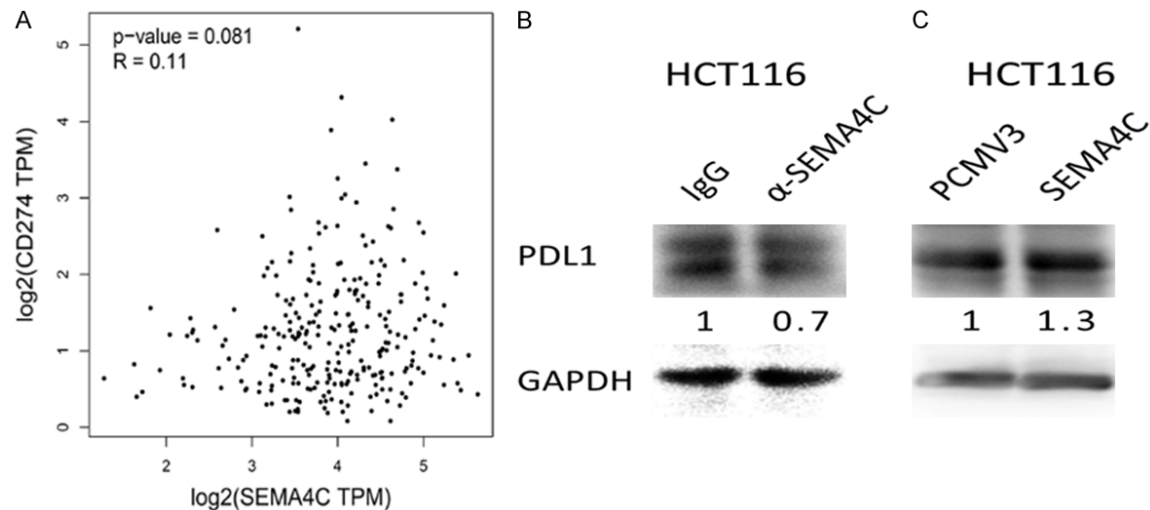 A
p-value = 0.081
R = 0.11
log2(CD274 TPM)
5
4
3
2
1
0
2
3
4
5
log2(SEMA4C TPM)
B
HCT116
IgG
α-SEMA4C
PDL1
1
0.7
GAPDH
C
HCT116
PCMV3
SEMA4C
1
1.3